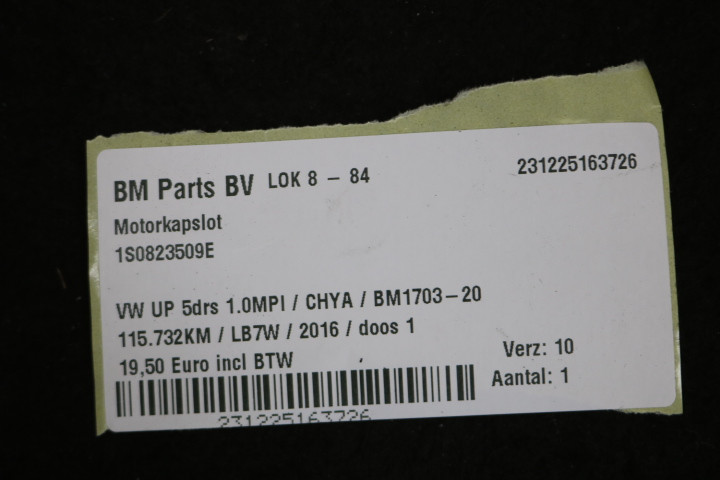 BM Parts BV LOK 8 - 84 231225163726
Motorkapslot
1S0823509E
VW UP 5drs 1.0MPI / CHYA / BM1703-20
115.732KM / LB7W / 2016 / doos 1
19,50 Euro incl BTW Verz: 10
Aantal: 1
231225163726